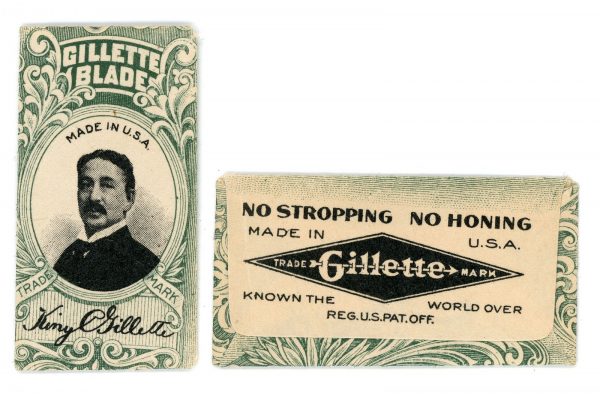 GILLETTE
BLADE
MADE IN U.S.A.
TRADE MARK
King C Gillette
NO STROPPING NO HONING
MADE IN U.S.A.
TRADE Gillette MARK
KNOWN THE WORLD OVER
REG.U.S.PAT.OFF.